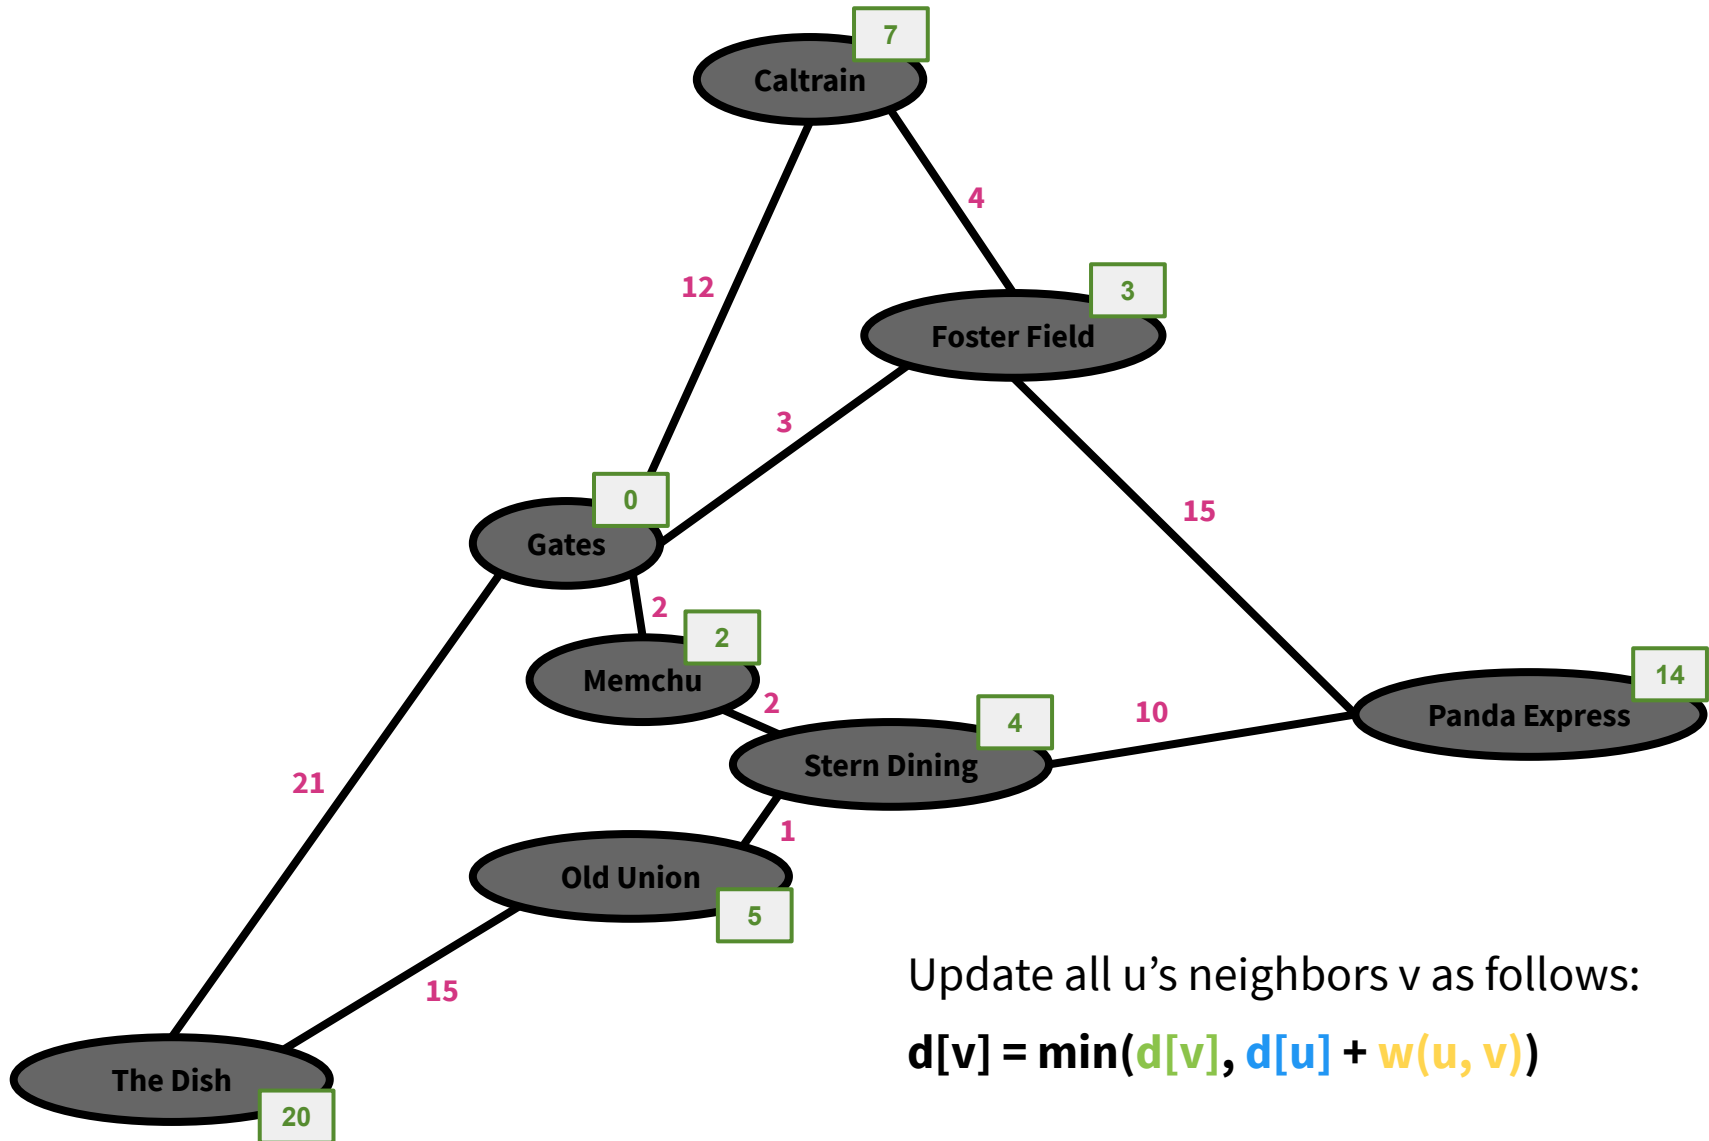 7
Caltrain
4
12
3
Foster Field
3
0
15
Gates
2
2
Memchu
14
2
10
4
Panda Express
Stern Dining
21
1
Old Union
5
15
Update all u’s neighbors v as follows:
d[v] = min(d[v], d[u] + w(u, v))
The Dish
20